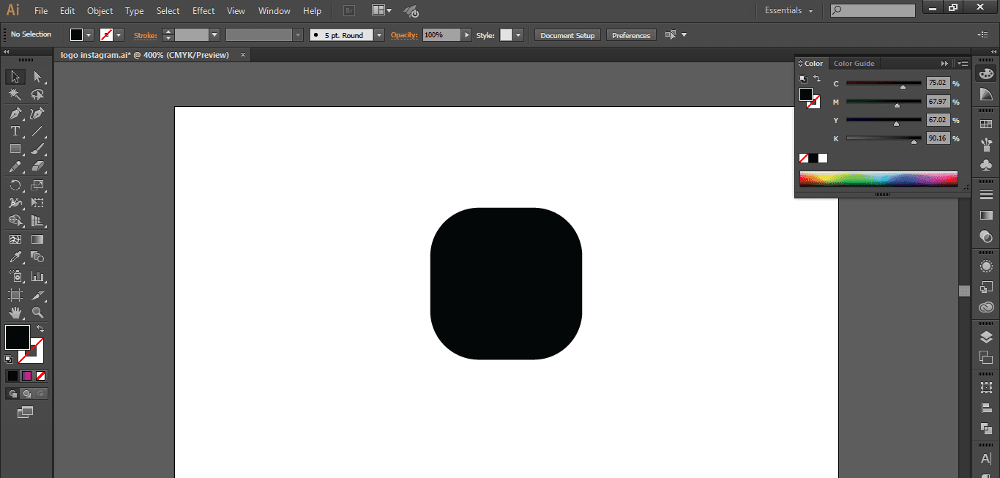 Ai File Edit Object Type Select Effect View Window Help Br Essentials
No Selection Stroke: 5 pt. Round Opacity: 100% Style: Document Setup Preferences
logo instagram.ai* @ 400% (CMYK/Preview) ×
Color Color Guide
C 75.02 %
M 67.97 %
Y 67.02 %
K 90.16 %
T
A